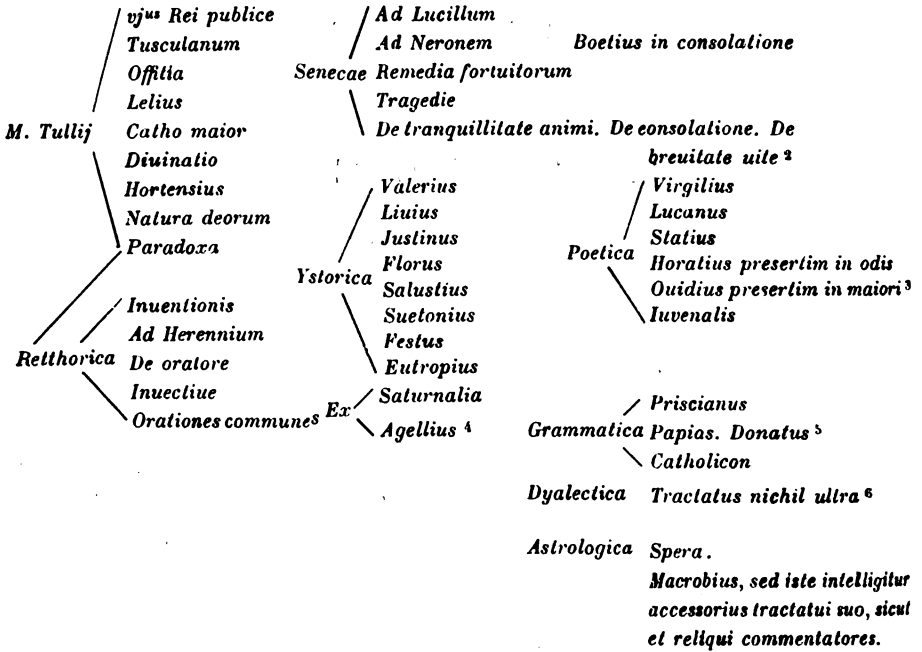 M. Tullij
vjus Rei publice
Tusculanum
Offitia
Lelius
Catho maior
Diuinatio
Hortensius
Natura deorum
Paradoxa
Retthorica
Inuentionis
Ad Herennium
De oratore
Inuectiue
Orationes communes
Senecae
Ad Lucillum
Ad Neronem
Remedia fortuitorum
Tragedie
De tranquillitate animi. De consolatione. De
breuitate uite 2
Boetius in consolatione
Ystorica
Valerius
Liuius
Justinus
Florus
Salustius
Suetonius
Festus
Eutropius
Ex
Saturnalia
Agellius 4
Poetica
Virgilius
Lucanus
Statius
Horatius presertim in odis
Ouidius presertim in maiori 3
Iuvenalis
Grammatica
Priscianus
Papias. Donatus 5
Catholicon
Dyalectica Tractatus nichil ultra 6
Astrologica Spera.
Macrobius, sed iste intelligitur
accessorius tractatui suo, sicut
et reliqui commentatores.